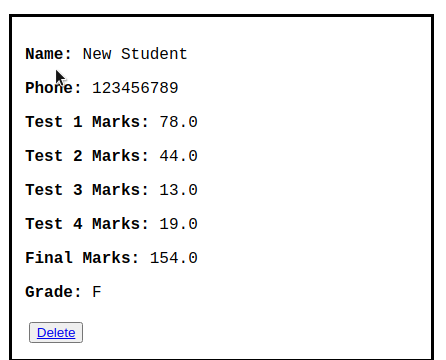 Name: New Student
Phone: 123456789
Test 1 Marks: 78.0
Test 2 Marks: 44.0
Test 3 Marks: 13.0
Test 4 Marks: 19.0
Final Marks: 154.0
Grade: F
Delete